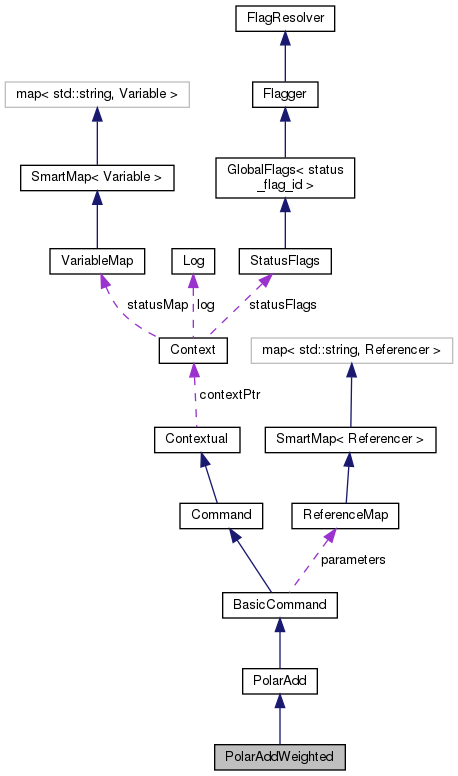 FlagResolver
map< std::string, Variable >
Flagger
SmartMap< Variable >
GlobalFlags< status
_flag_id >
VariableMap
Log
StatusFlags
statusMap
log
statusFlags
Context
map< std::string, Referencer >
contextPtr
Contextual
SmartMap< Referencer >
Command
ReferenceMap
parameters
BasicCommand
PolarAdd
PolarAddWeighted